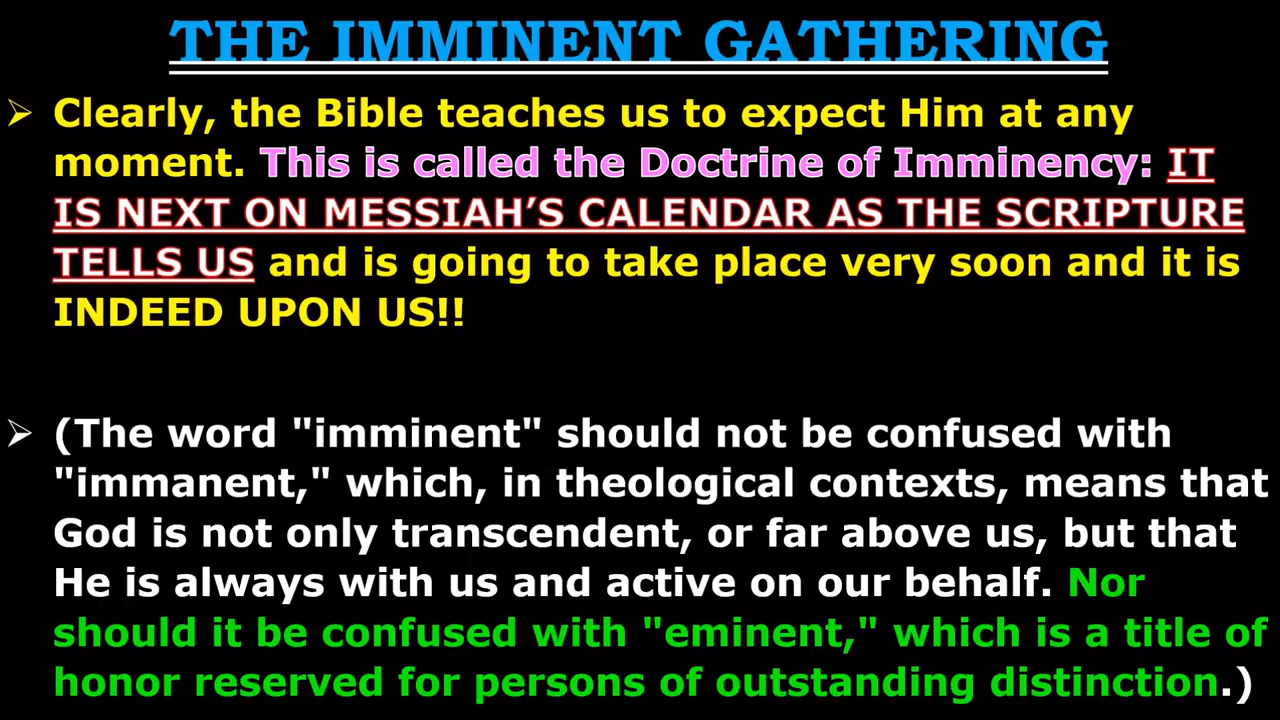 THE IMMINENT GATHERING
➢ Clearly, the Bible teaches us to expect Him at any
moment. This is called the Doctrine of Imminency: IT
IS NEXT ON MESSIAH’S CALENDAR AS THE SCRIPTURE
TELLS US and is going to take place very soon and it is
INDEED UPON US!!
➢ (The word "imminent" should not be confused with
"immanent," which, in theological contexts, means that
God is not only transcendent, or far above us, but that
He is always with us and active on our behalf. Nor
should it be confused with "eminent," which is a title of
honor reserved for persons of outstanding distinction.)